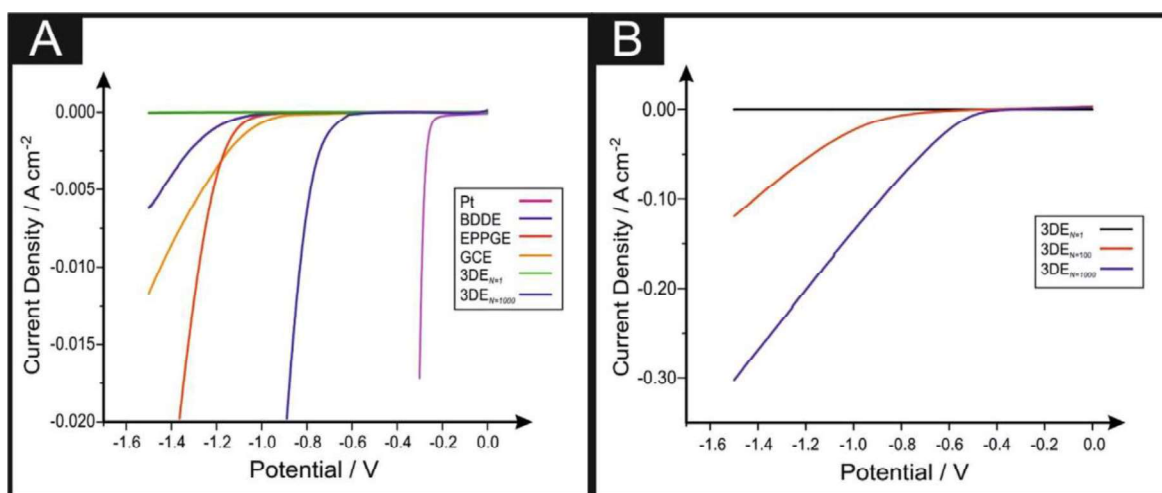 A
Current Density / A cm⁻²
0.000
-0.005
-0.010
-0.015
-0.020
-1.6 -1.4 -1.2 -1.0 -0.8 -0.6 -0.4 -0.2 0.0
Potential / V
Pt
BDDE
EPPGE
GCE
3DE_N=1
3DE_N=1000
B
Current Density / A cm⁻²
0.00
-0.10
-0.20
-0.30
-1.6 -1.4 -1.2 -1.0 -0.8 -0.6 -0.4 -0.2 0.0
Potential / V
3DE_N=1
3DE_N=100
3DE_N=1000